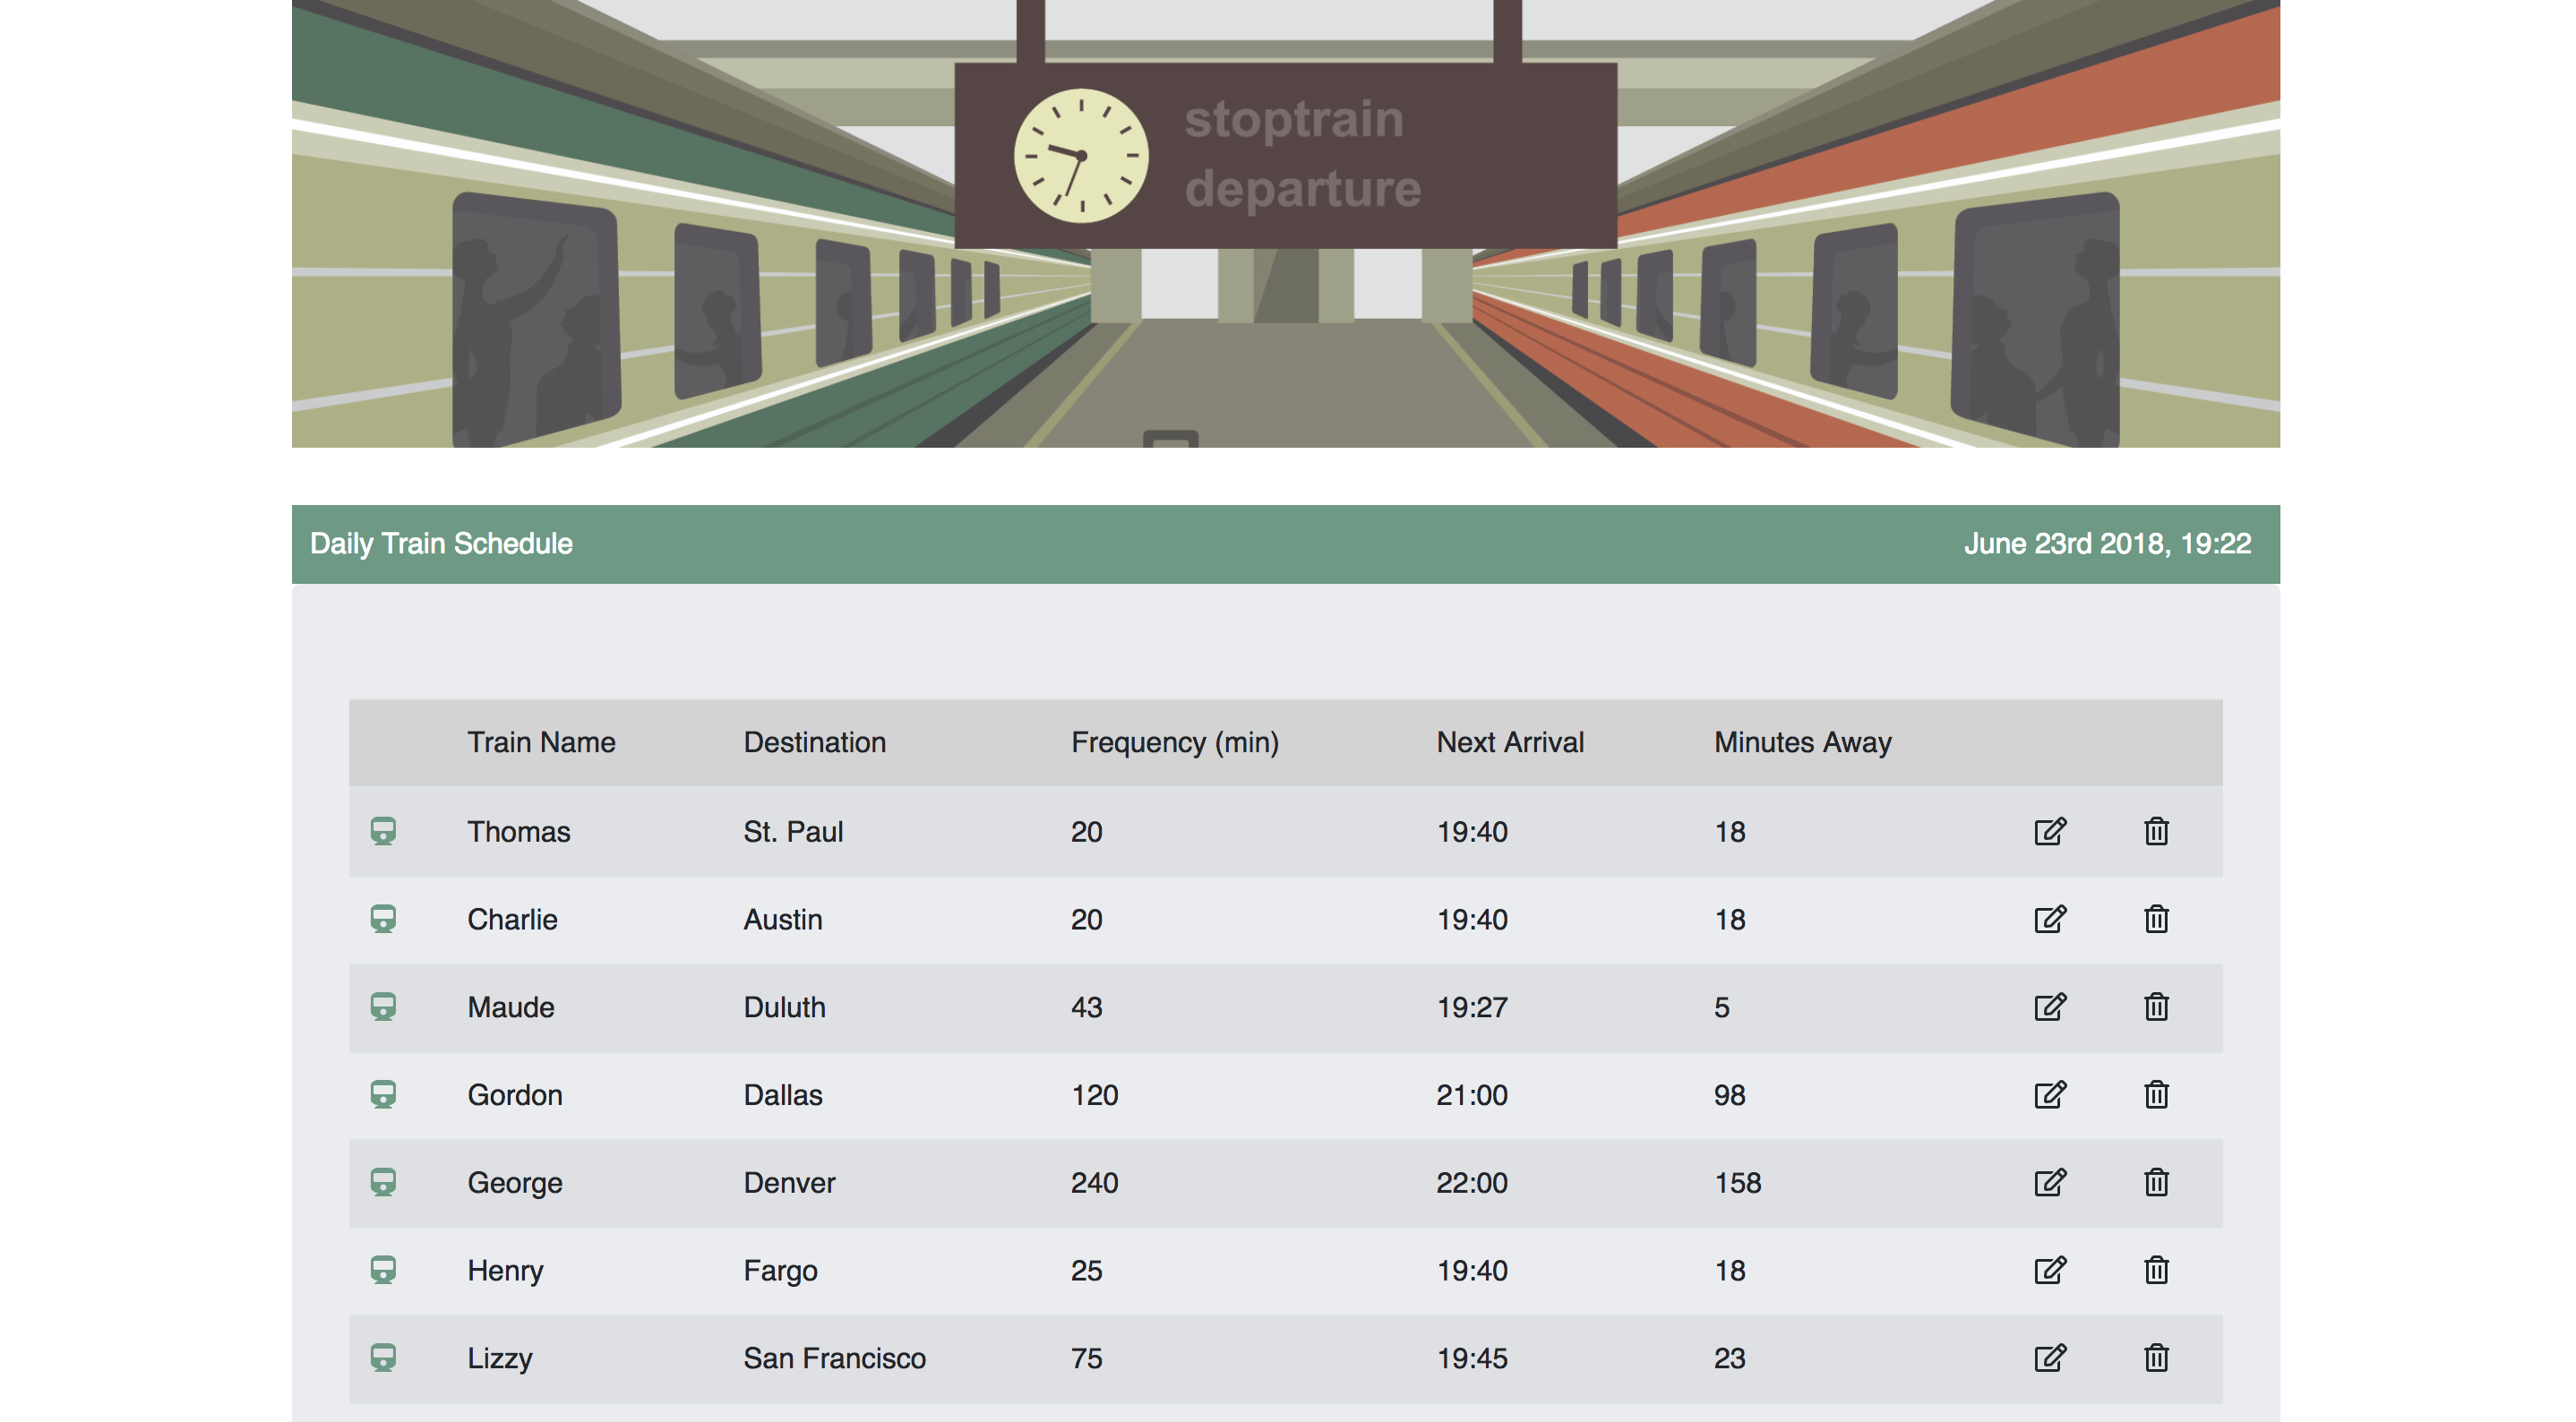 stoptrain
departure
Daily Train Schedule June 23rd 2018, 19:22
Train Name Destination Frequency (min) Next Arrival Minutes Away
Thomas St. Paul 20 19:40 18
Charlie Austin 20 19:40 18
Maude Duluth 43 19:27 5
Gordon Dallas 120 21:00 98
George Denver 240 22:00 158
Henry Fargo 25 19:40 18
Lizzy San Francisco 75 19:45 23